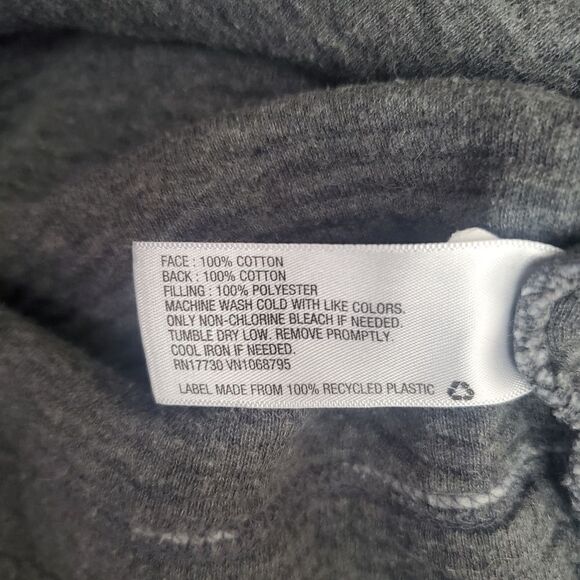 FACE : 100% COTTON
BACK : 100% COTTON
FILLING : 100% POLYESTER
MACHINE WASH COLD WITH LIKE COLORS.
ONLY NON-CHLORINE BLEACH IF NEEDED.
TUMBLE DRY LOW. REMOVE PROMPTLY.
COOL IRON IF NEEDED.
RN17730 VN1068795
LABEL MADE FROM 100% RECYCLED PLASTIC